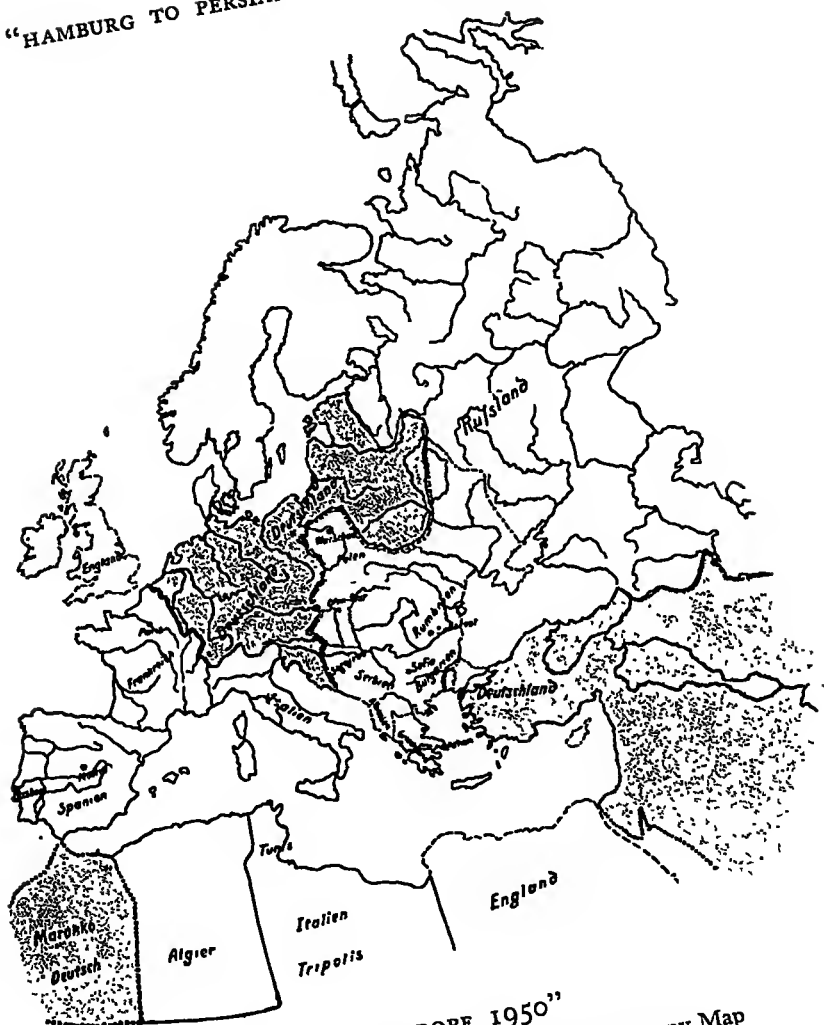 “HAMBURG TO PERSIA
Rußland
England
Deutschland
Polen
Deutschland
Rumänien
Frankreich
Serbien
Sofia
Bulgarien
Deutschland
Italien
Spanien
Tunis
England
Marokko
Deutsch
Algier
Italien
Tripolis
1950”
Map